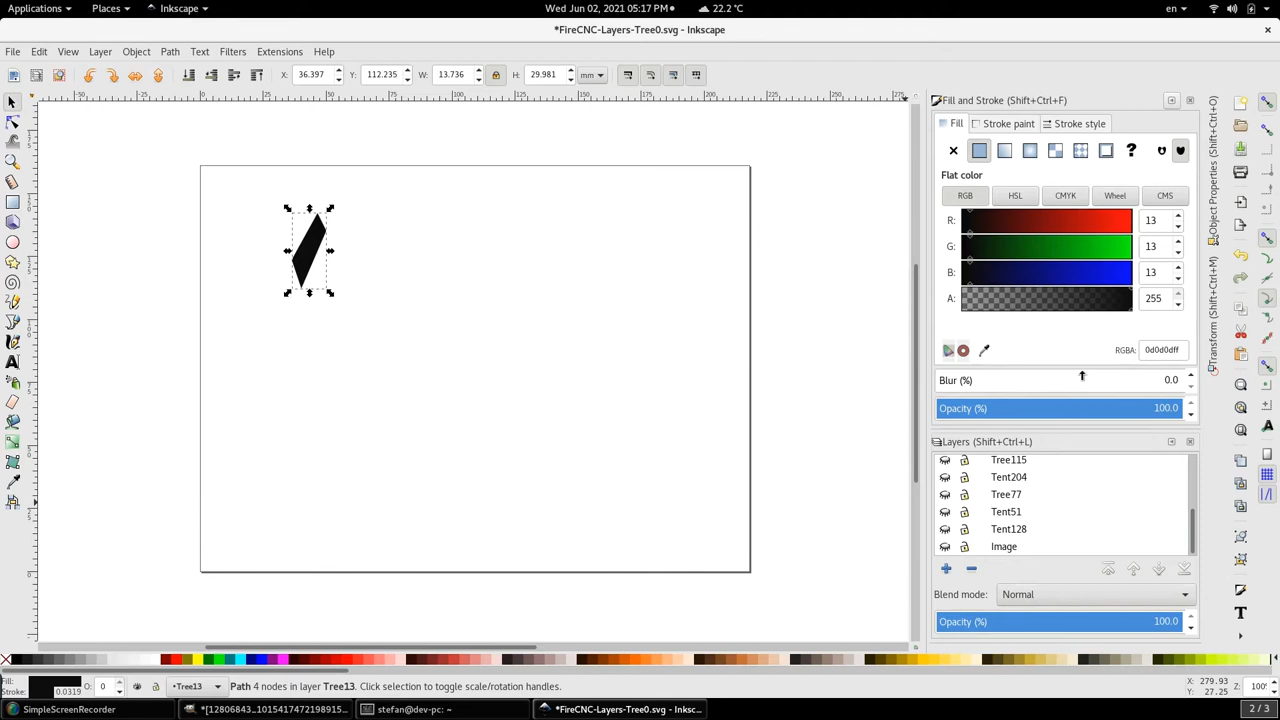 Applications Places Inkscape Wed Jun 02, 2021 05:17 PM 22.2 °C en
*FireCNC-Layers-Tree0.svg - Inkscape
File Edit View Layer Object Path Text Filters Extensions Help
X: 36.397 Y: 112.235 W: 13.736 H: 29.981 mm
Fill and Stroke (Shift+Ctrl+F)
Fill Stroke paint Stroke style
Flat color
RGB HSL CMYK Wheel CMS
R: 13
G: 13
B: 13
A: 255
RGBA: 0d0d0dff
Blur (%) 0.0
Opacity (%) 100.0
Layers (Shift+Ctrl+L)
Tree115
Tent204
Tree77
Tent51
Tent128
Image
Blend mode: Normal
Opacity (%) 100.0
Object Properties (Shift+Ctrl+O)
Transform (Shift+Ctrl+M)
Fill:
Stroke: 0.0319
O: 0
•Tree13
Path 4 nodes in layer Tree13. Click selection to toggle scale/rotation handles.
X: 279.93
Y: 27.25
Z: 100
SimpleScreenRecorder *[12806843_1015417472198915... stefan@dev-pc: ~ *FireCNC-Layers-Tree0.svg - Inksc... 2 / 3